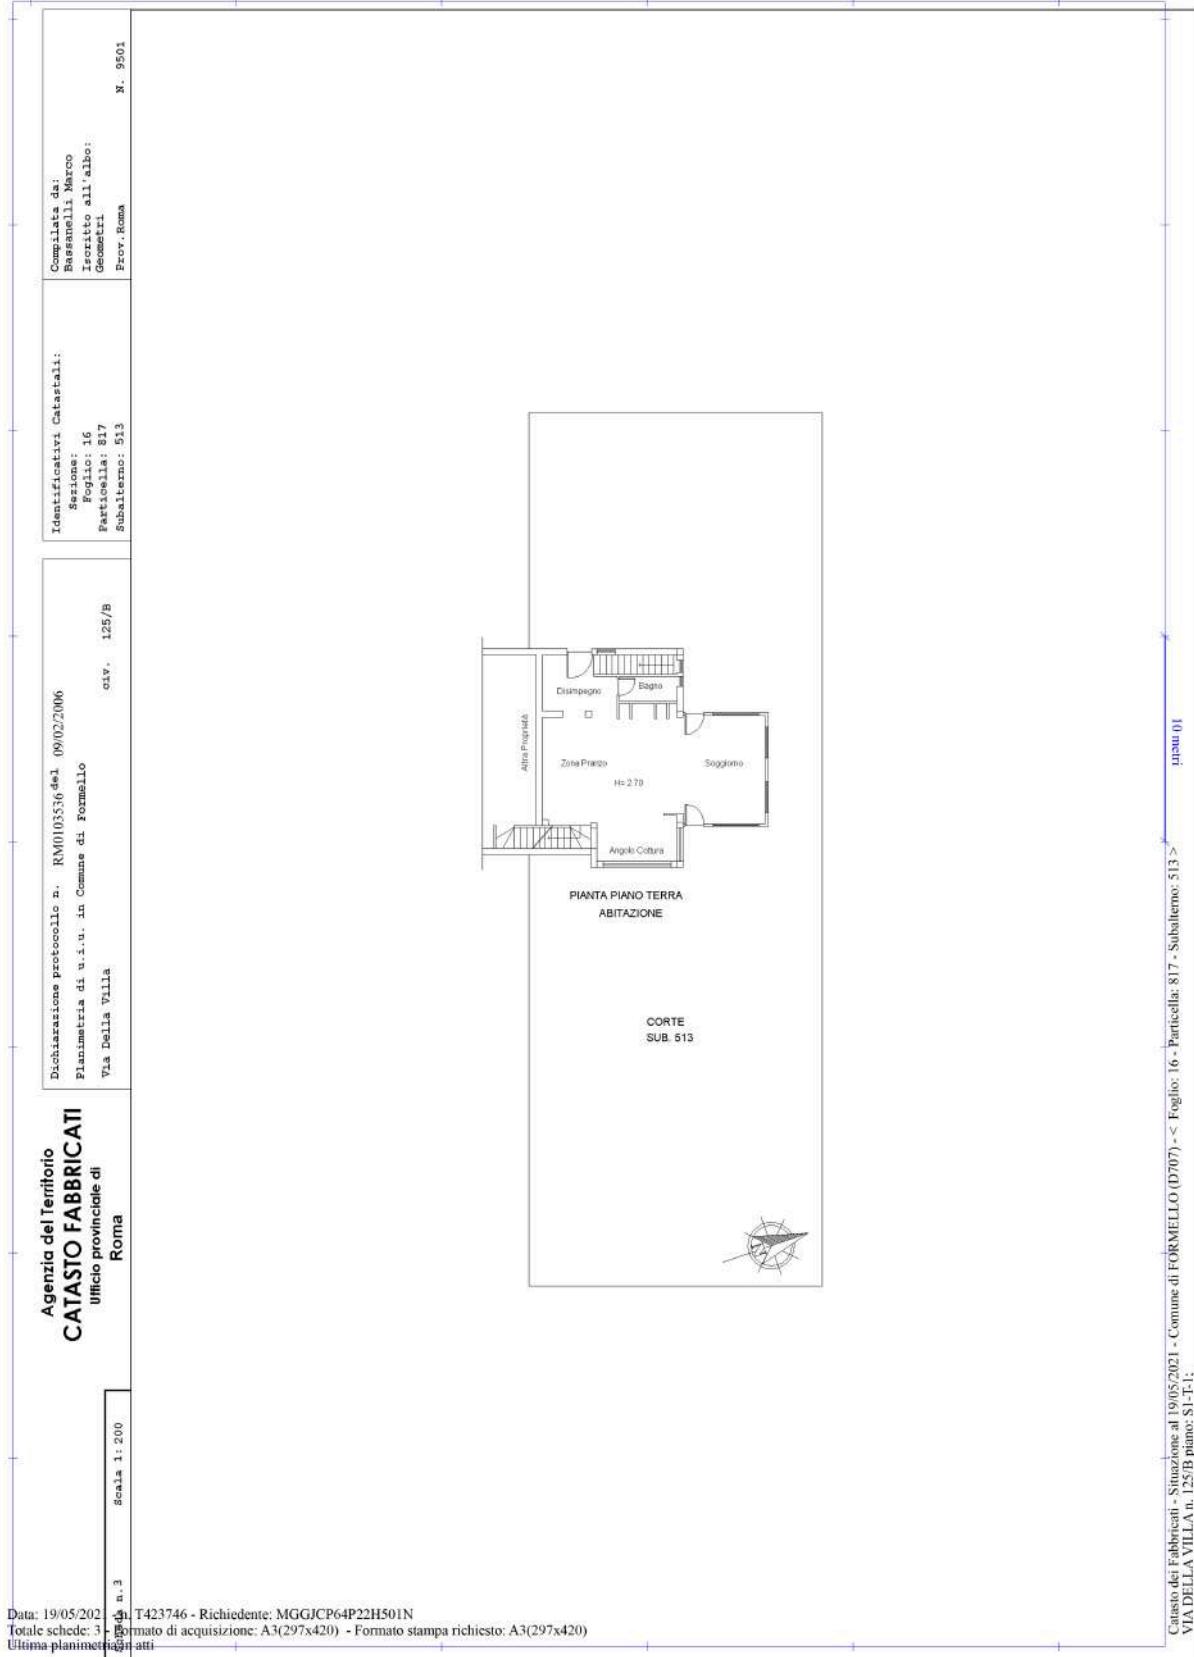 Agenzia del Territorio
CATASTO FABBRICATI
Ufficio provinciale di
Roma
Dichiarazione protocollo n. RM0103536 del 09/02/2006
Planimetria di u.i.u. in Comune di Formello
Via Della Villa civ. 125/B
Identificativi Catastali:
Sezione:
Foglio: 16
Particella: 817
Subalterno: 513
Compilata da:
Bassanelli Marco
Iscritto all'albo:
Geometri
Prov. Roma N. 9501
Scheda n. 3 Scala 1: 200
Disimpegno
Bagno
Altra Proprietà
Zona Pranzo
Soggiorno
H= 2.70
Angolo Cottura
PIANTA PIANO TERRA
ABITAZIONE
CORTE
SUB. 513
10 metri
Catasto dei Fabbricati - Situazione al 19/05/2021 - Comune di FORMELLO (D707) - < Foglio: 16 - Particella: 817 - Subalterno: 513 >
VIA DELLA VILLA n. 125/B piano: S1-T-1;
Data: 19/05/2021 - n. T423746 - Richiedente: MGGJCP64P22H501N
Totale schede: 3 - Formato di acquisizione: A3(297x420) - Formato stampa richiesto: A3(297x420)
Ultima planimetria in atti